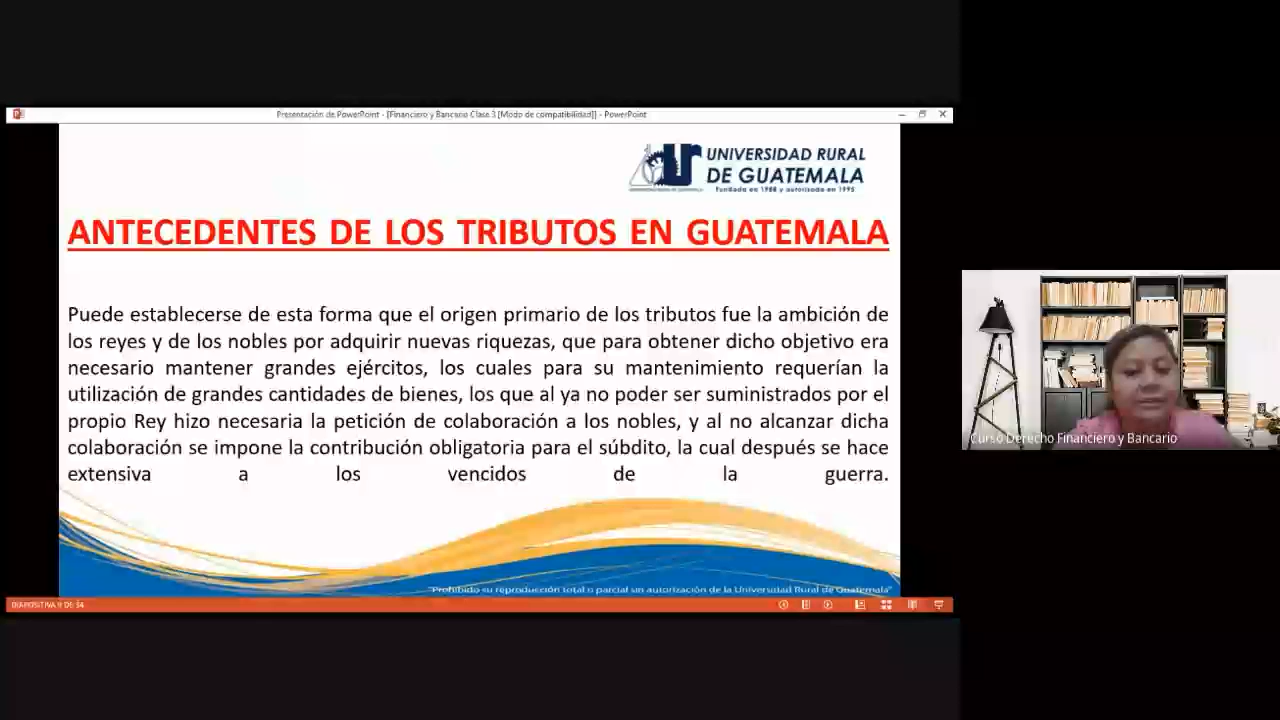 Presentación de PowerPoint - [Financiero y Bancario Clase 3 [Modo de compatibilidad]] - PowerPoint
UNIVERSIDAD RURAL
DE GUATEMALA
Fundada en 1988 y autorizada en 1995
ANTECEDENTES DE LOS TRIBUTOS EN GUATEMALA
Puede establecerse de esta forma que el origen primario de los tributos fue la ambición de
los reyes y de los nobles por adquirir nuevas riquezas, que para obtener dicho objetivo era
necesario mantener grandes ejércitos, los cuales para su mantenimiento requerían la
utilización de grandes cantidades de bienes, los que al ya no poder ser suministrados por el
propio Rey hizo necesaria la petición de colaboración a los nobles, y al no alcanzar dicha
colaboración se impone la contribución obligatoria para el súbdito, la cual después se hace
extensiva a los vencidos de la guerra.
"Prohibido su reproducción total o parcial sin autorización de la Universidad Rural de Guatemala"
DIAPOSITIVA 9 DE 54
Curso Derecho Financiero y Bancario